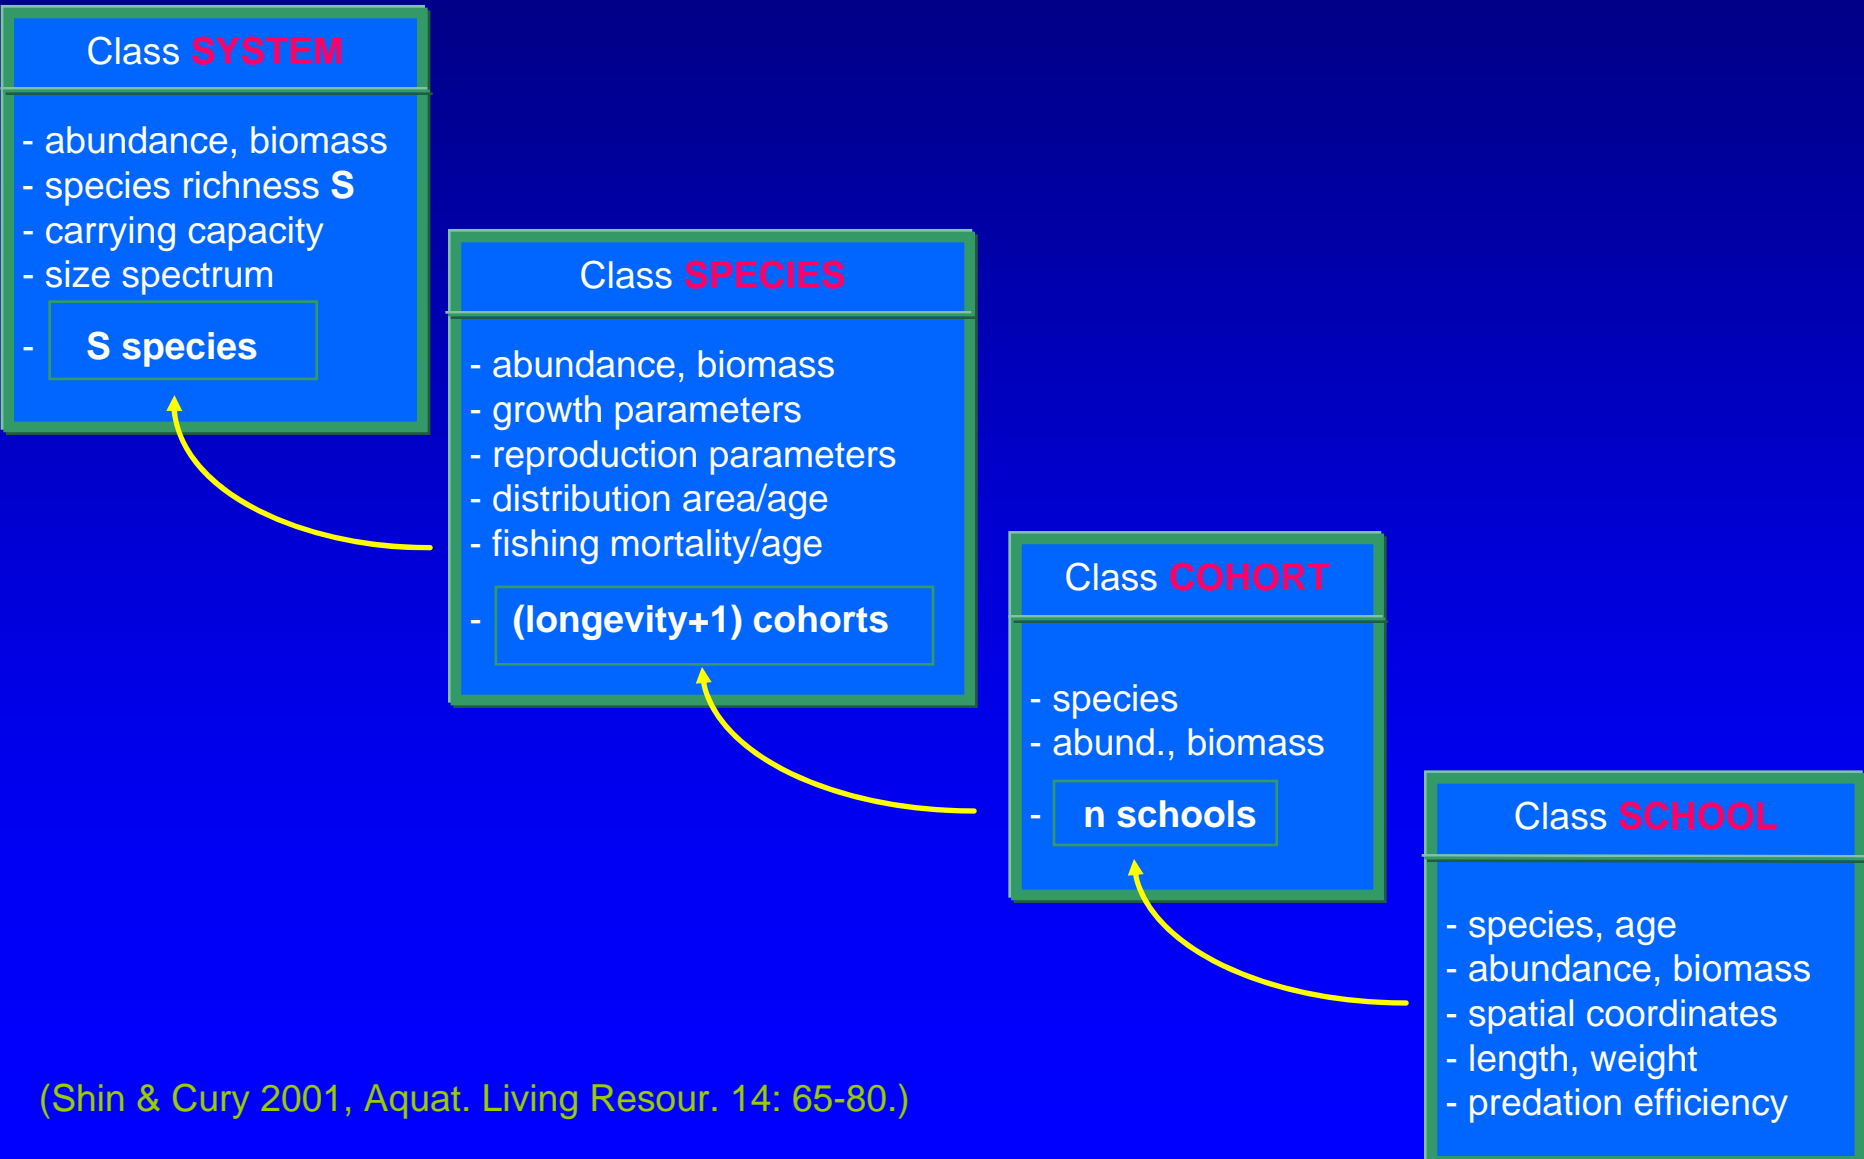 Class SYSTEM
- abundance, biomass
- species richness S
- carrying capacity
- size spectrum
- S species
Class SPECIES
- abundance, biomass
- growth parameters
- reproduction parameters
- distribution area/age
- fishing mortality/age
- (longevity+1) cohorts
Class COHORT
- species
- abund., biomass
- n schools
Class SCHOOL
- species, age
- abundance, biomass
- spatial coordinates
- length, weight
- predation efficiency
(Shin & Cury 2001, Aquat. Living Resour. 14: 65-80.)